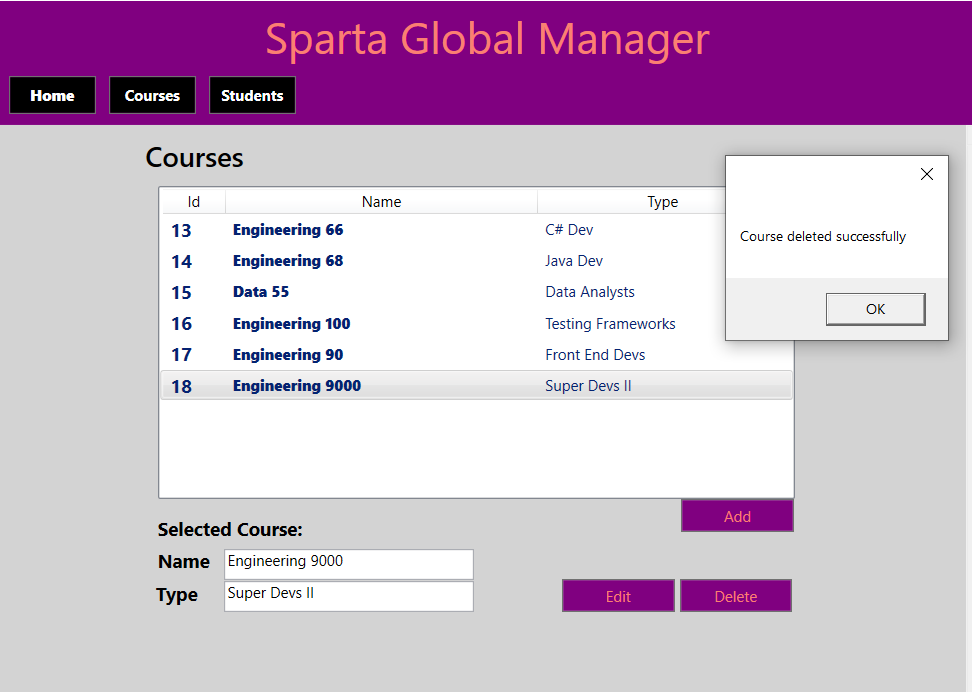 Sparta Global Manager
Home Courses Students
Courses
Id Name Type
13 Engineering 66 C# Dev
14 Engineering 68 Java Dev
15 Data 55 Data Analysts
16 Engineering 100 Testing Frameworks
17 Engineering 90 Front End Devs
18 Engineering 9000 Super Devs II
Course deleted successfully
OK
Add
Selected Course:
Name Engineering 9000
Type Super Devs II
Edit Delete